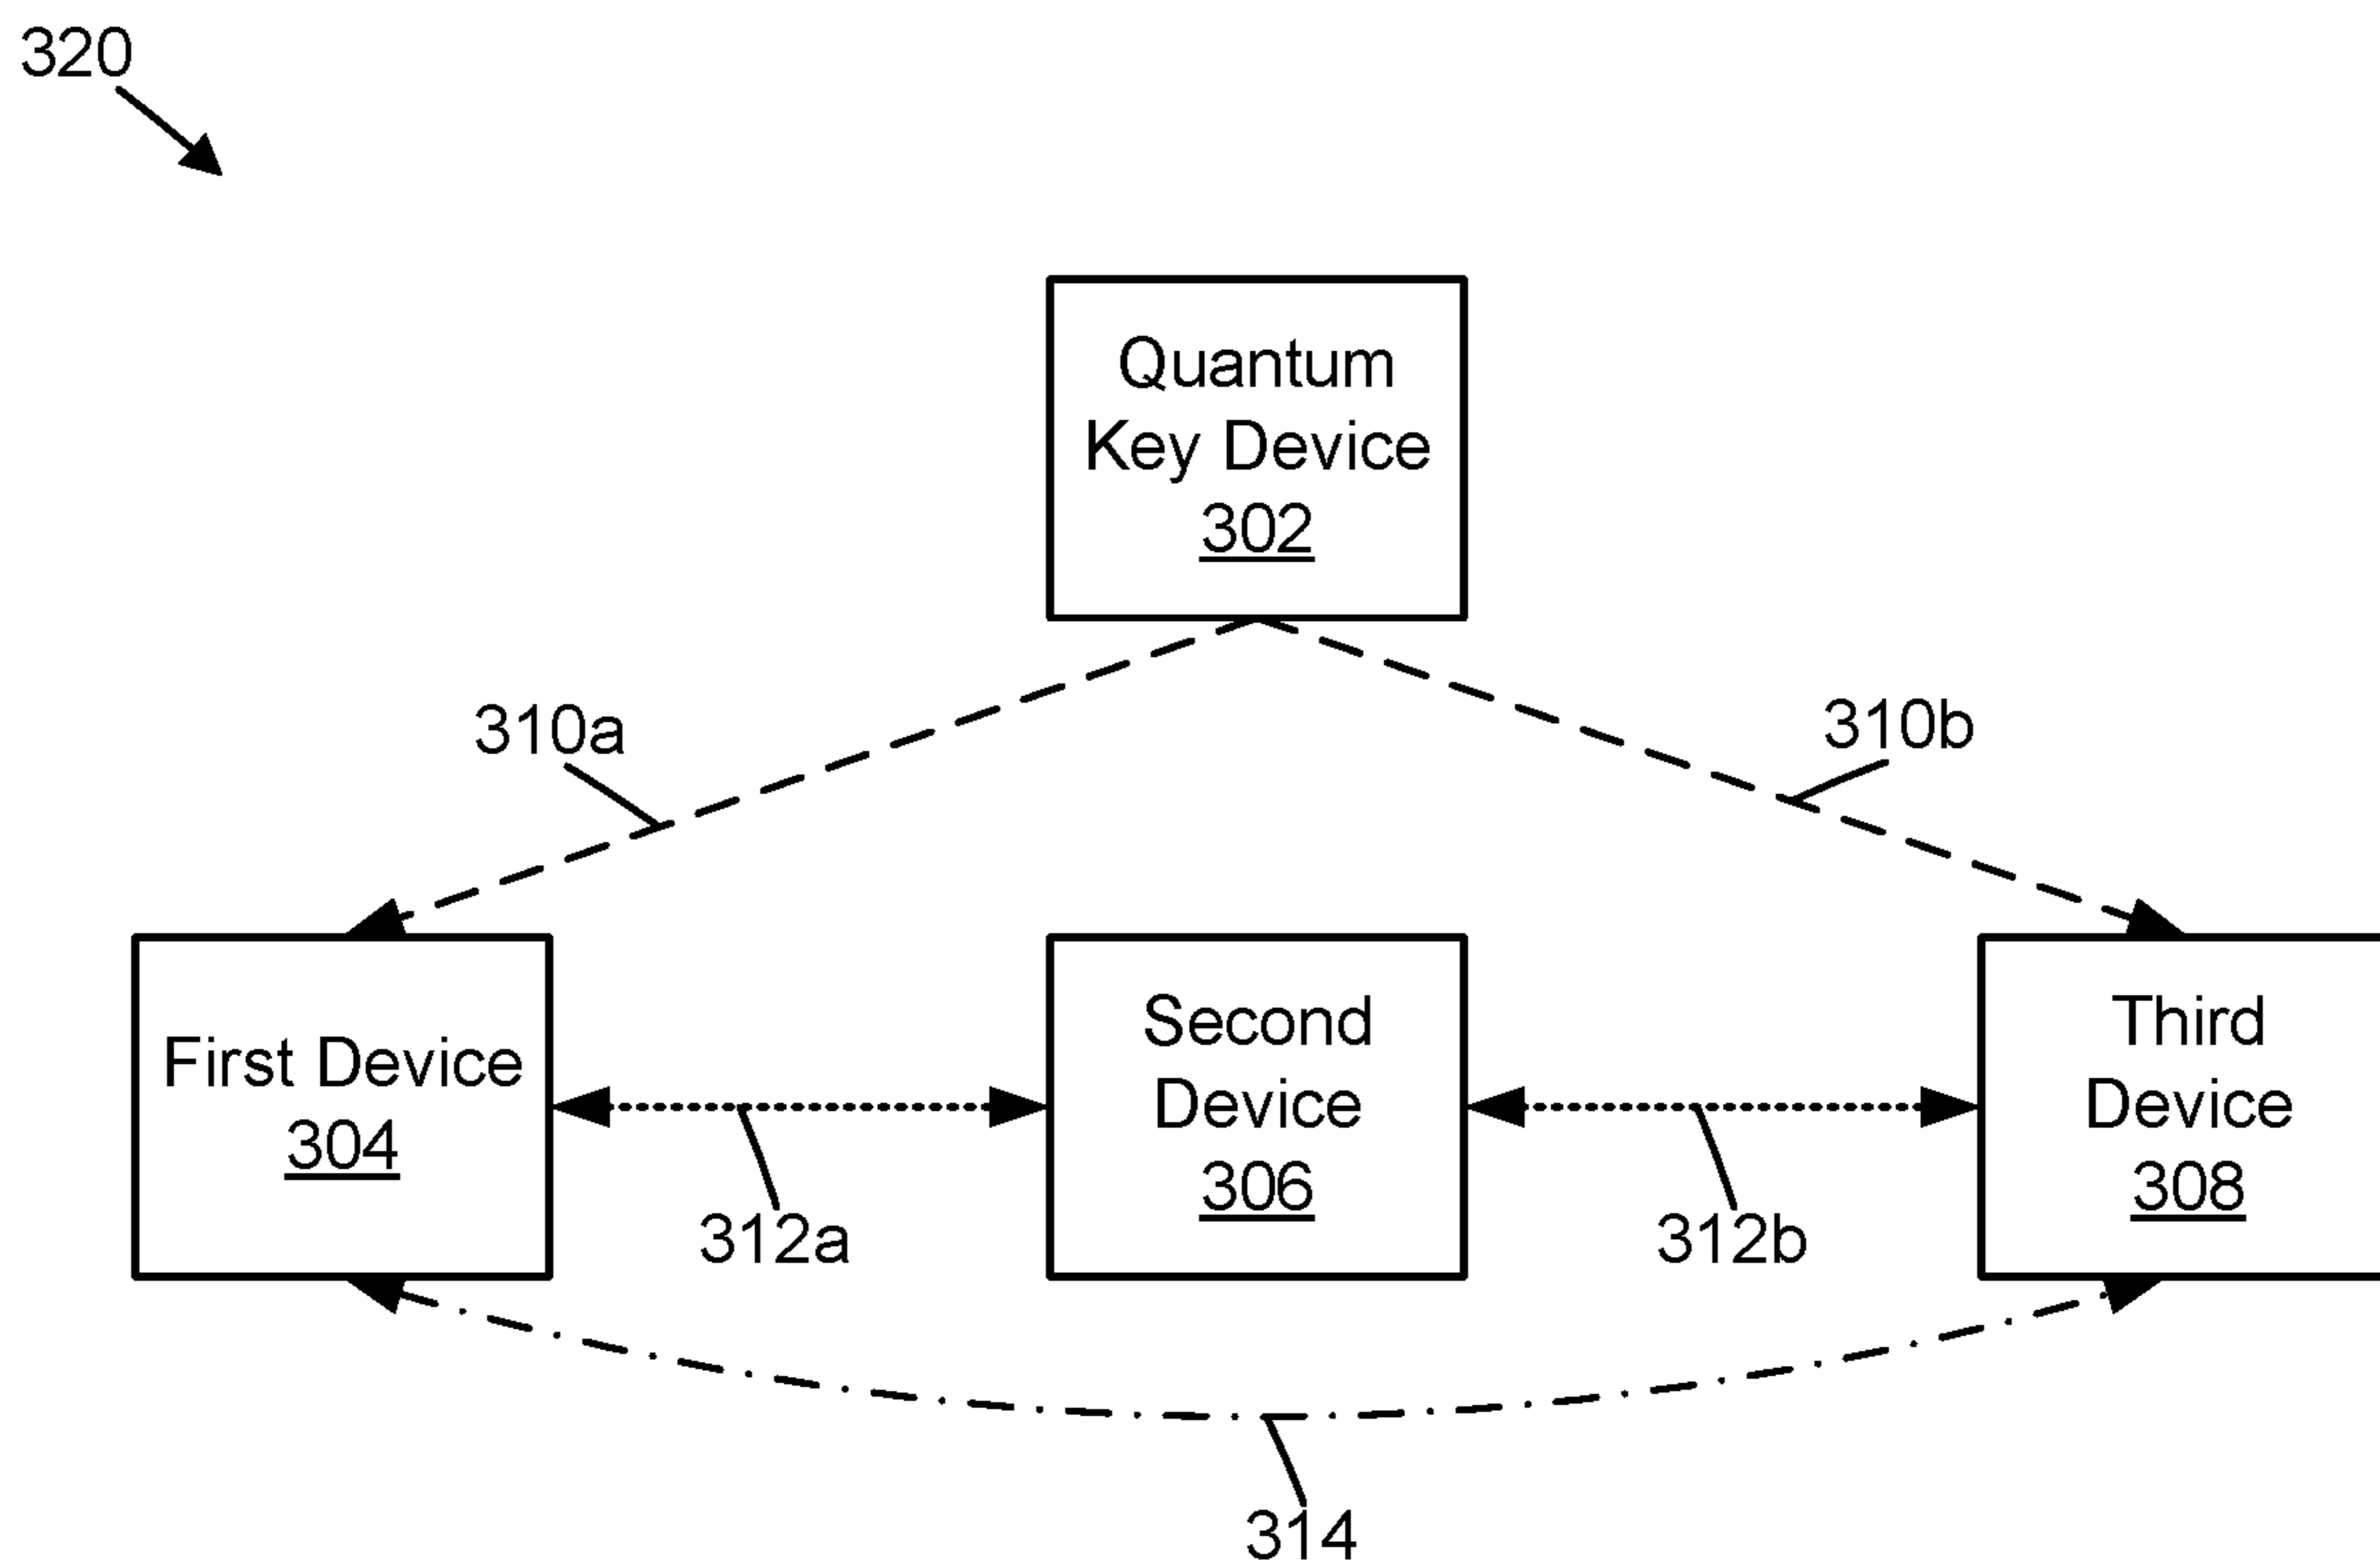 320
Quantum
Key Device
302
310a
310b
First Device
304
Second
Device
306
Third
Device
308
312a
312b
314